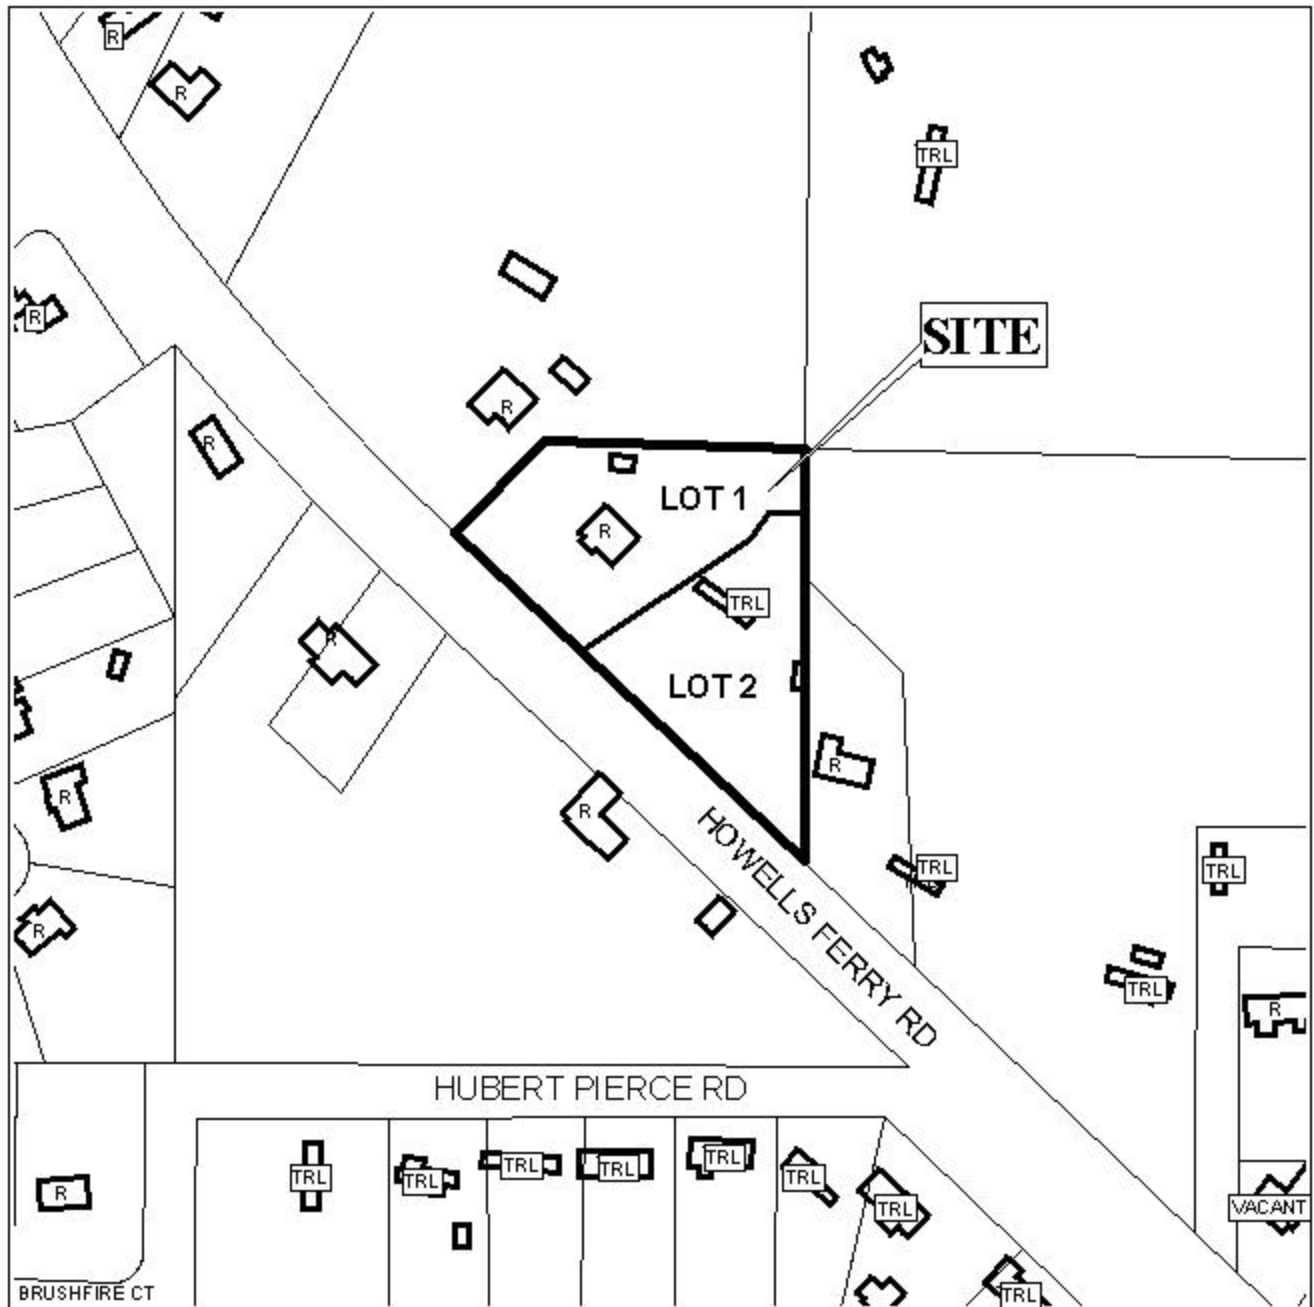 R
R
TRL
SITE
R
R
R
LOT 1
R
TRL
R
LOT 2
R
R
R
HOWELLS FERRY RD
TRL
TRL
R
TRL
R
HUBERT PIERCE RD
TRL
TRL
TRL
TRL
TRL
TRL
R
TRL
VACANT
BRUSHFIRE CT
TRL